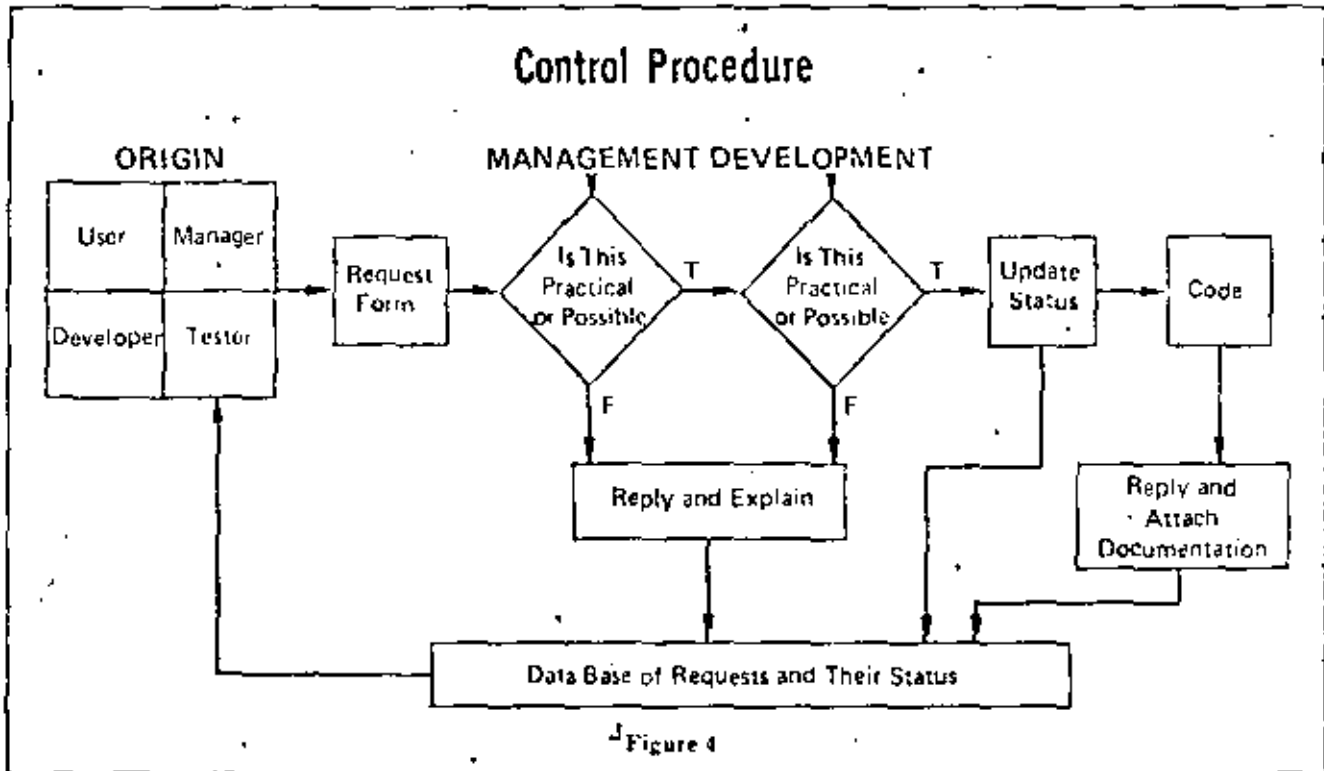 Control Procedure
ORIGIN
MANAGEMENT DEVELOPMENT
User
Manager
Developer
Testor
Request
Form
Is This
Practical
or Possible
T
F
Is This
Practical
or Possible
T
F
Update
Status
Code
Reply and Explain
Reply and
Attach
Documentation
Data Base of Requests and Their Status
Figure 4